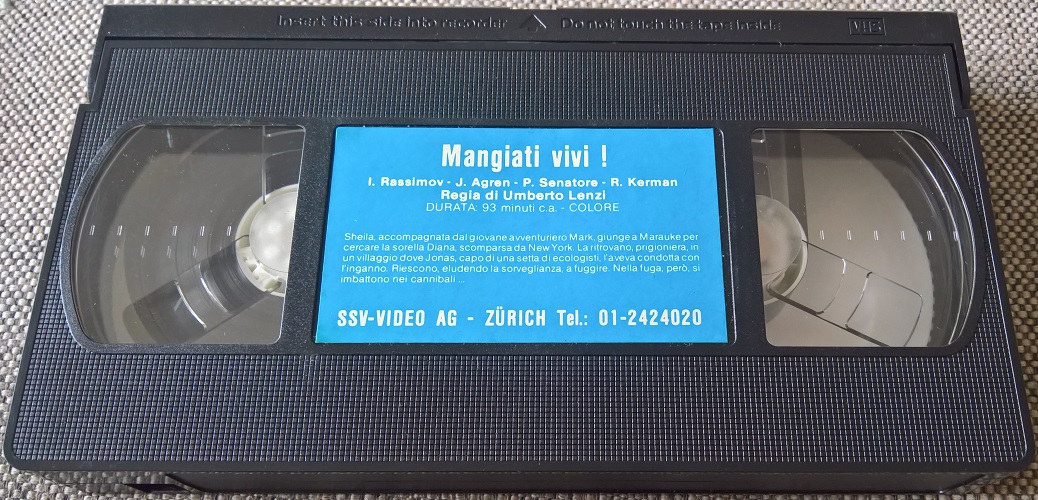 Insert this side into recorder Do not touch the tape inside VHS
Mangiati vivi !
I. Rassimov - J. Agren - P. Senatore - R. Kerman
Regia di Umberto Lenzi
DURATA: 93 minuti c.a. - COLORE
Sheila, accompagnata dal giovane avventuriero Mark, giunge a Marauke per
cercare la sorella Diana, scomparsa da New York. La ritrovano, prigioniera, in
un villaggio dove Jonas, capo di una setta di ecologisti, l'aveva condotta con
l'inganno. Riescono, eludendo la sorveglianza, a fuggire. Nella fuga, però, si
imbattono nei cannibali ...
SSV-VIDEO AG - ZÜRICH Tel.: 01-2424020